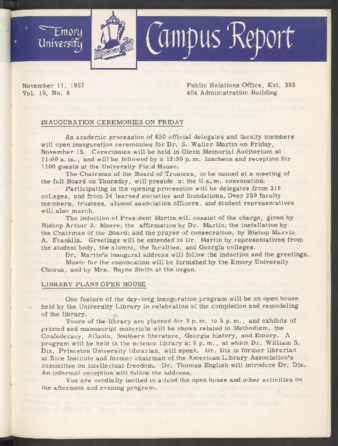 Emory
University
Campus Report
November 11, 1957
Vol. 10, No. 6
Public Relations Office, Ext. 393
404 Administration Building
INAUGURATION CEREMONIES ON FRIDAY
An academic procession of 650 official delegates and faculty members
will open inauguration ceremonies for Dr. S. Walter Martin on Friday,
November 15. Ceremonies will be held in Glenn Memorial Auditorium at
11:00 a.m., and will be followed by a 12:30 p.m. luncheon and reception for
guests at the University Field House.
The Chairman of the Board of Trustees, to be named at a meeting of
the full Board on Thursday, will preside at the 11 a.m. convocation.
Participating in the opening procession will be delegates from 216
colleges, and from 34 learned societies and foundations. Over 250 faculty
members, trustees, alumni association officers, and student representatives
will also march.
The induction of President Martin will consist of the charge, given by
Bishop Arthur J. Moore, the affirmation by Dr. Martin; the installation by
the Chairman of the Board; and the prayer of consecration, by Bishop Marvin
A. Franklin. Greetings will be extended to Dr. Martin by representatives from
the student body, the alumni, the faculties, and Georgia colleges.
Dr. Martin's inaugural address will follow the induction and the greetings.
Music for the convocation will be furnished by the Emory University
Chorus, and by Mrs. Wayne Smith at the organ.
LIBRARY PLANS OPEN HOUSE
One feature of the day-long inauguration program will be an open house
held by the University Library in celebration of the completion and remodeling
of the library.
Tours of the library are planned for 3 p.m. to 5 p.m., and exhibits of
printed and manuscript materials will be shown related to Methodism, the
Confederacy, Atlanta, Southern literature, Georgia history, and Emory. A
program will be held in the science library at 5 p.m., at which Dr. William S.
Dix, Princeton University librarian, will speak. Dr. Dix is former librarian
at Rice Institute and former chairman of the American Library Association's
committee on intellectual freedom. Dr. Thomas English will introduce Dr. Dix.
An informal reception will follow the address.
You are cordially invited to attend the open house and other activities on
the afternoon and evening program.